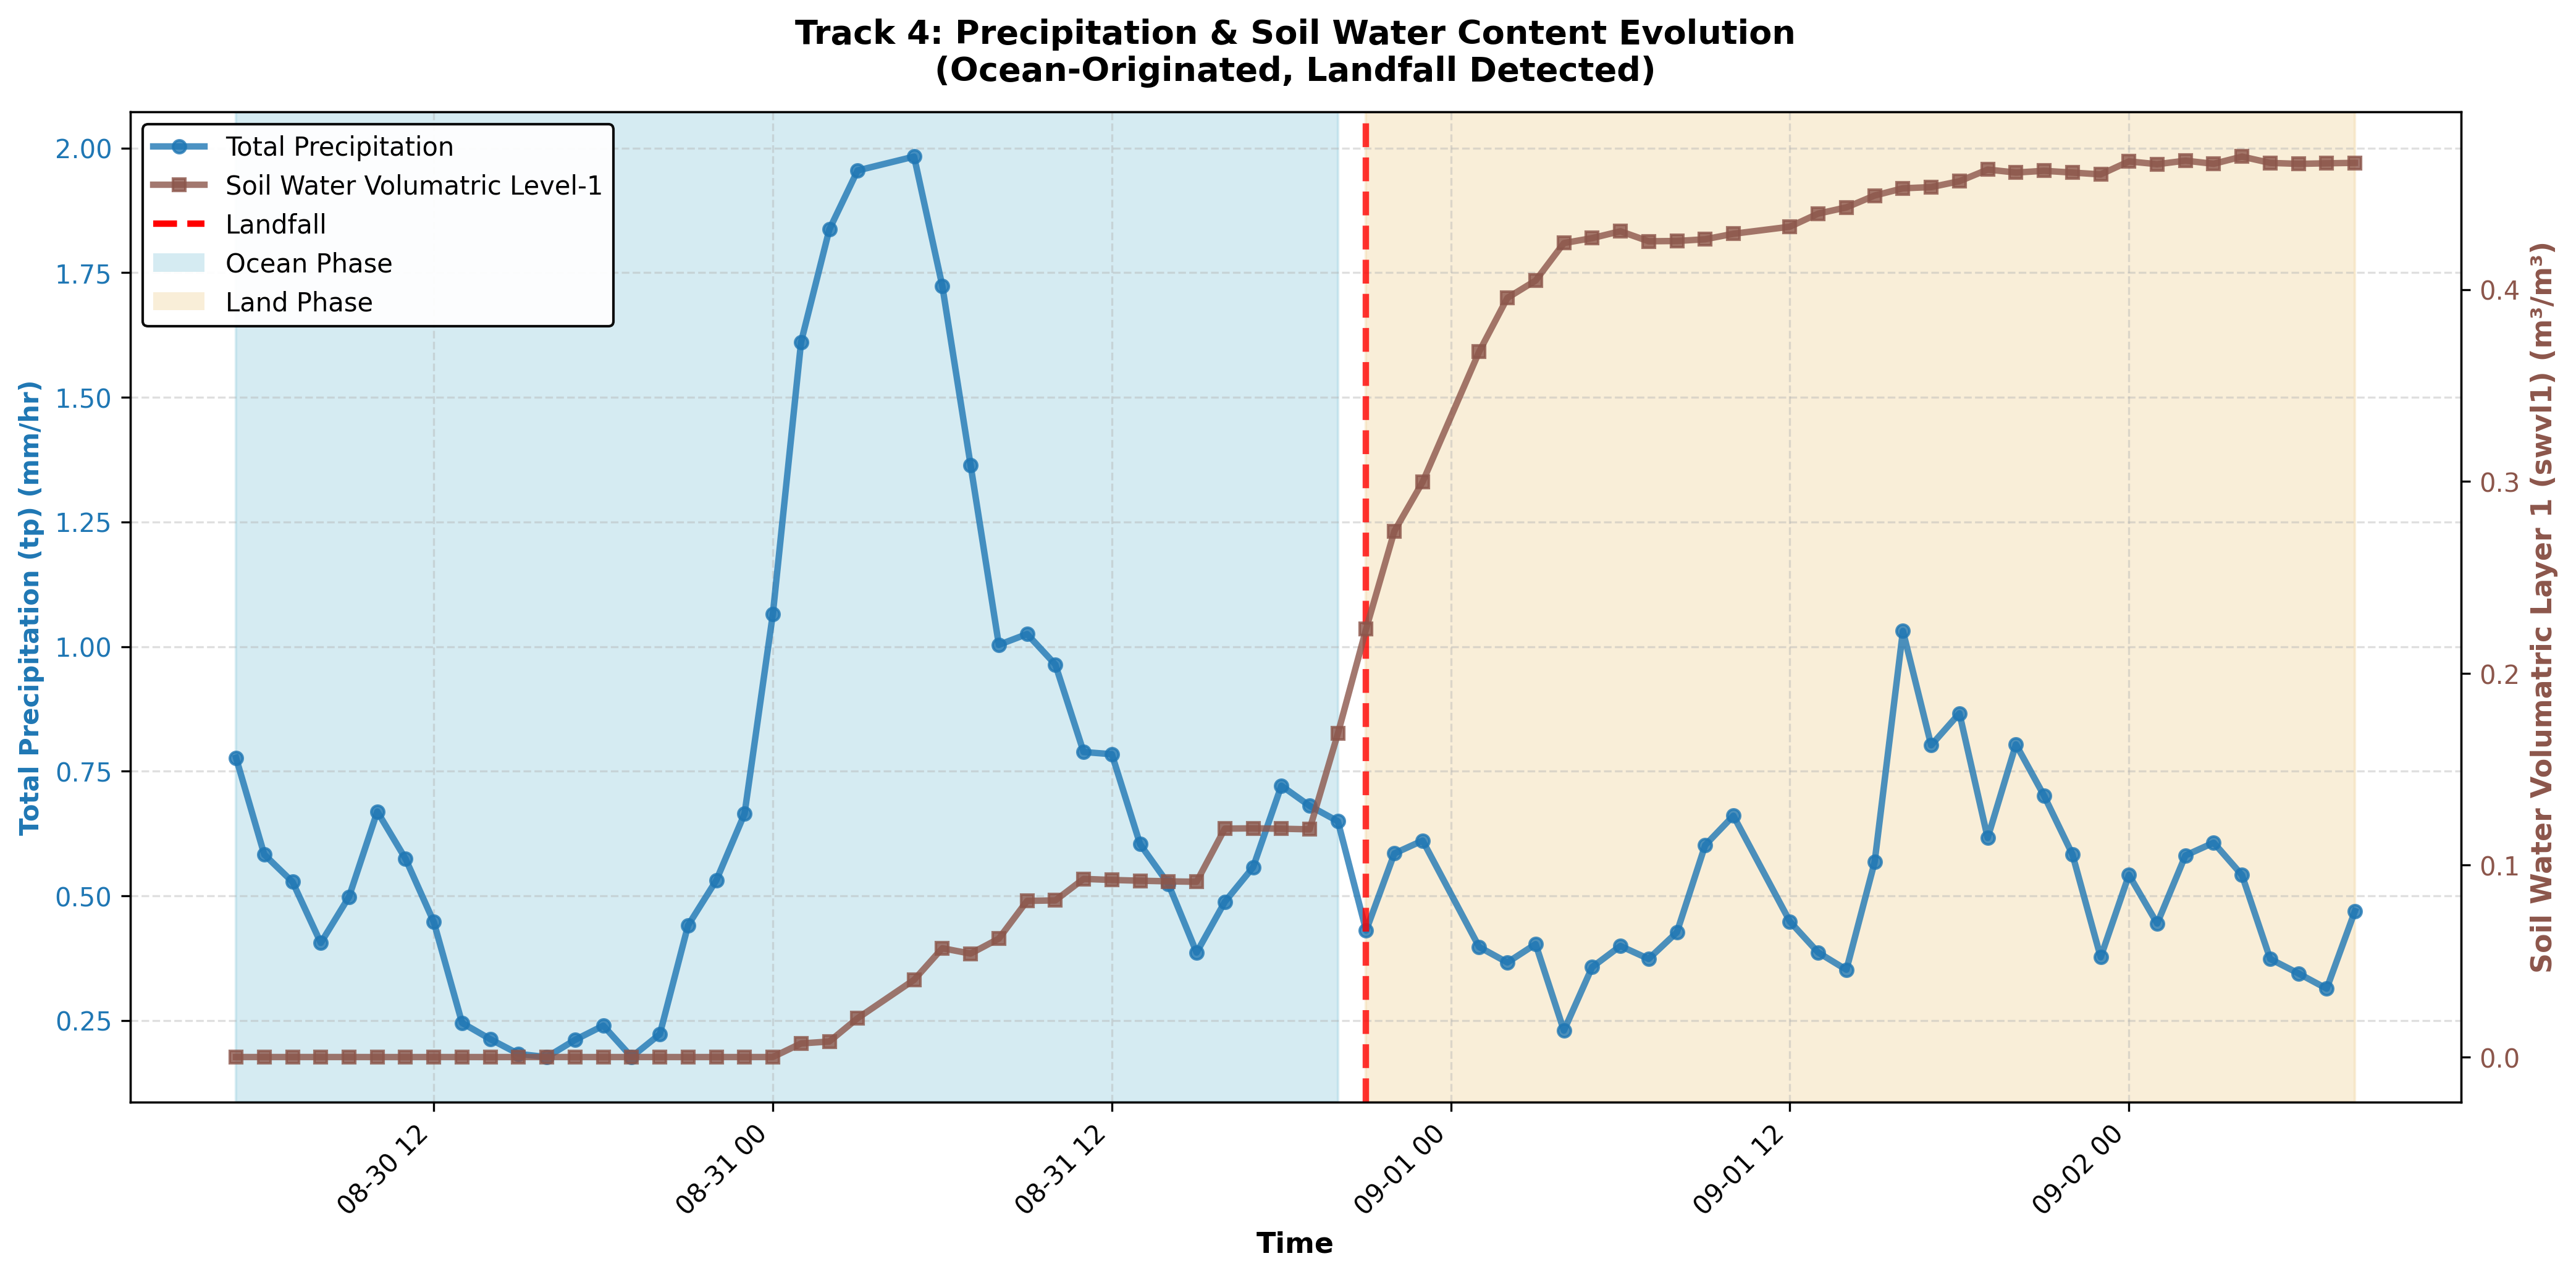 Track 4: Precipitation & Soil Water Content Evolution
(Ocean-Originated, Landfall Detected)
Total Precipitation
Soil Water Volumatric Level-1
Landfall
Ocean Phase
Land Phase
Total Precipitation (tp) (mm/hr)
2.00
1.75
1.50
1.25
1.00
0.75
0.50
0.25
Soil Water Volumatric Layer 1 (swvl1) (m³/m³)
0.4
0.3
0.2
0.1
0.0
08-30 12
08-31 00
08-31 12
09-01 00
09-01 12
09-02 00
Time